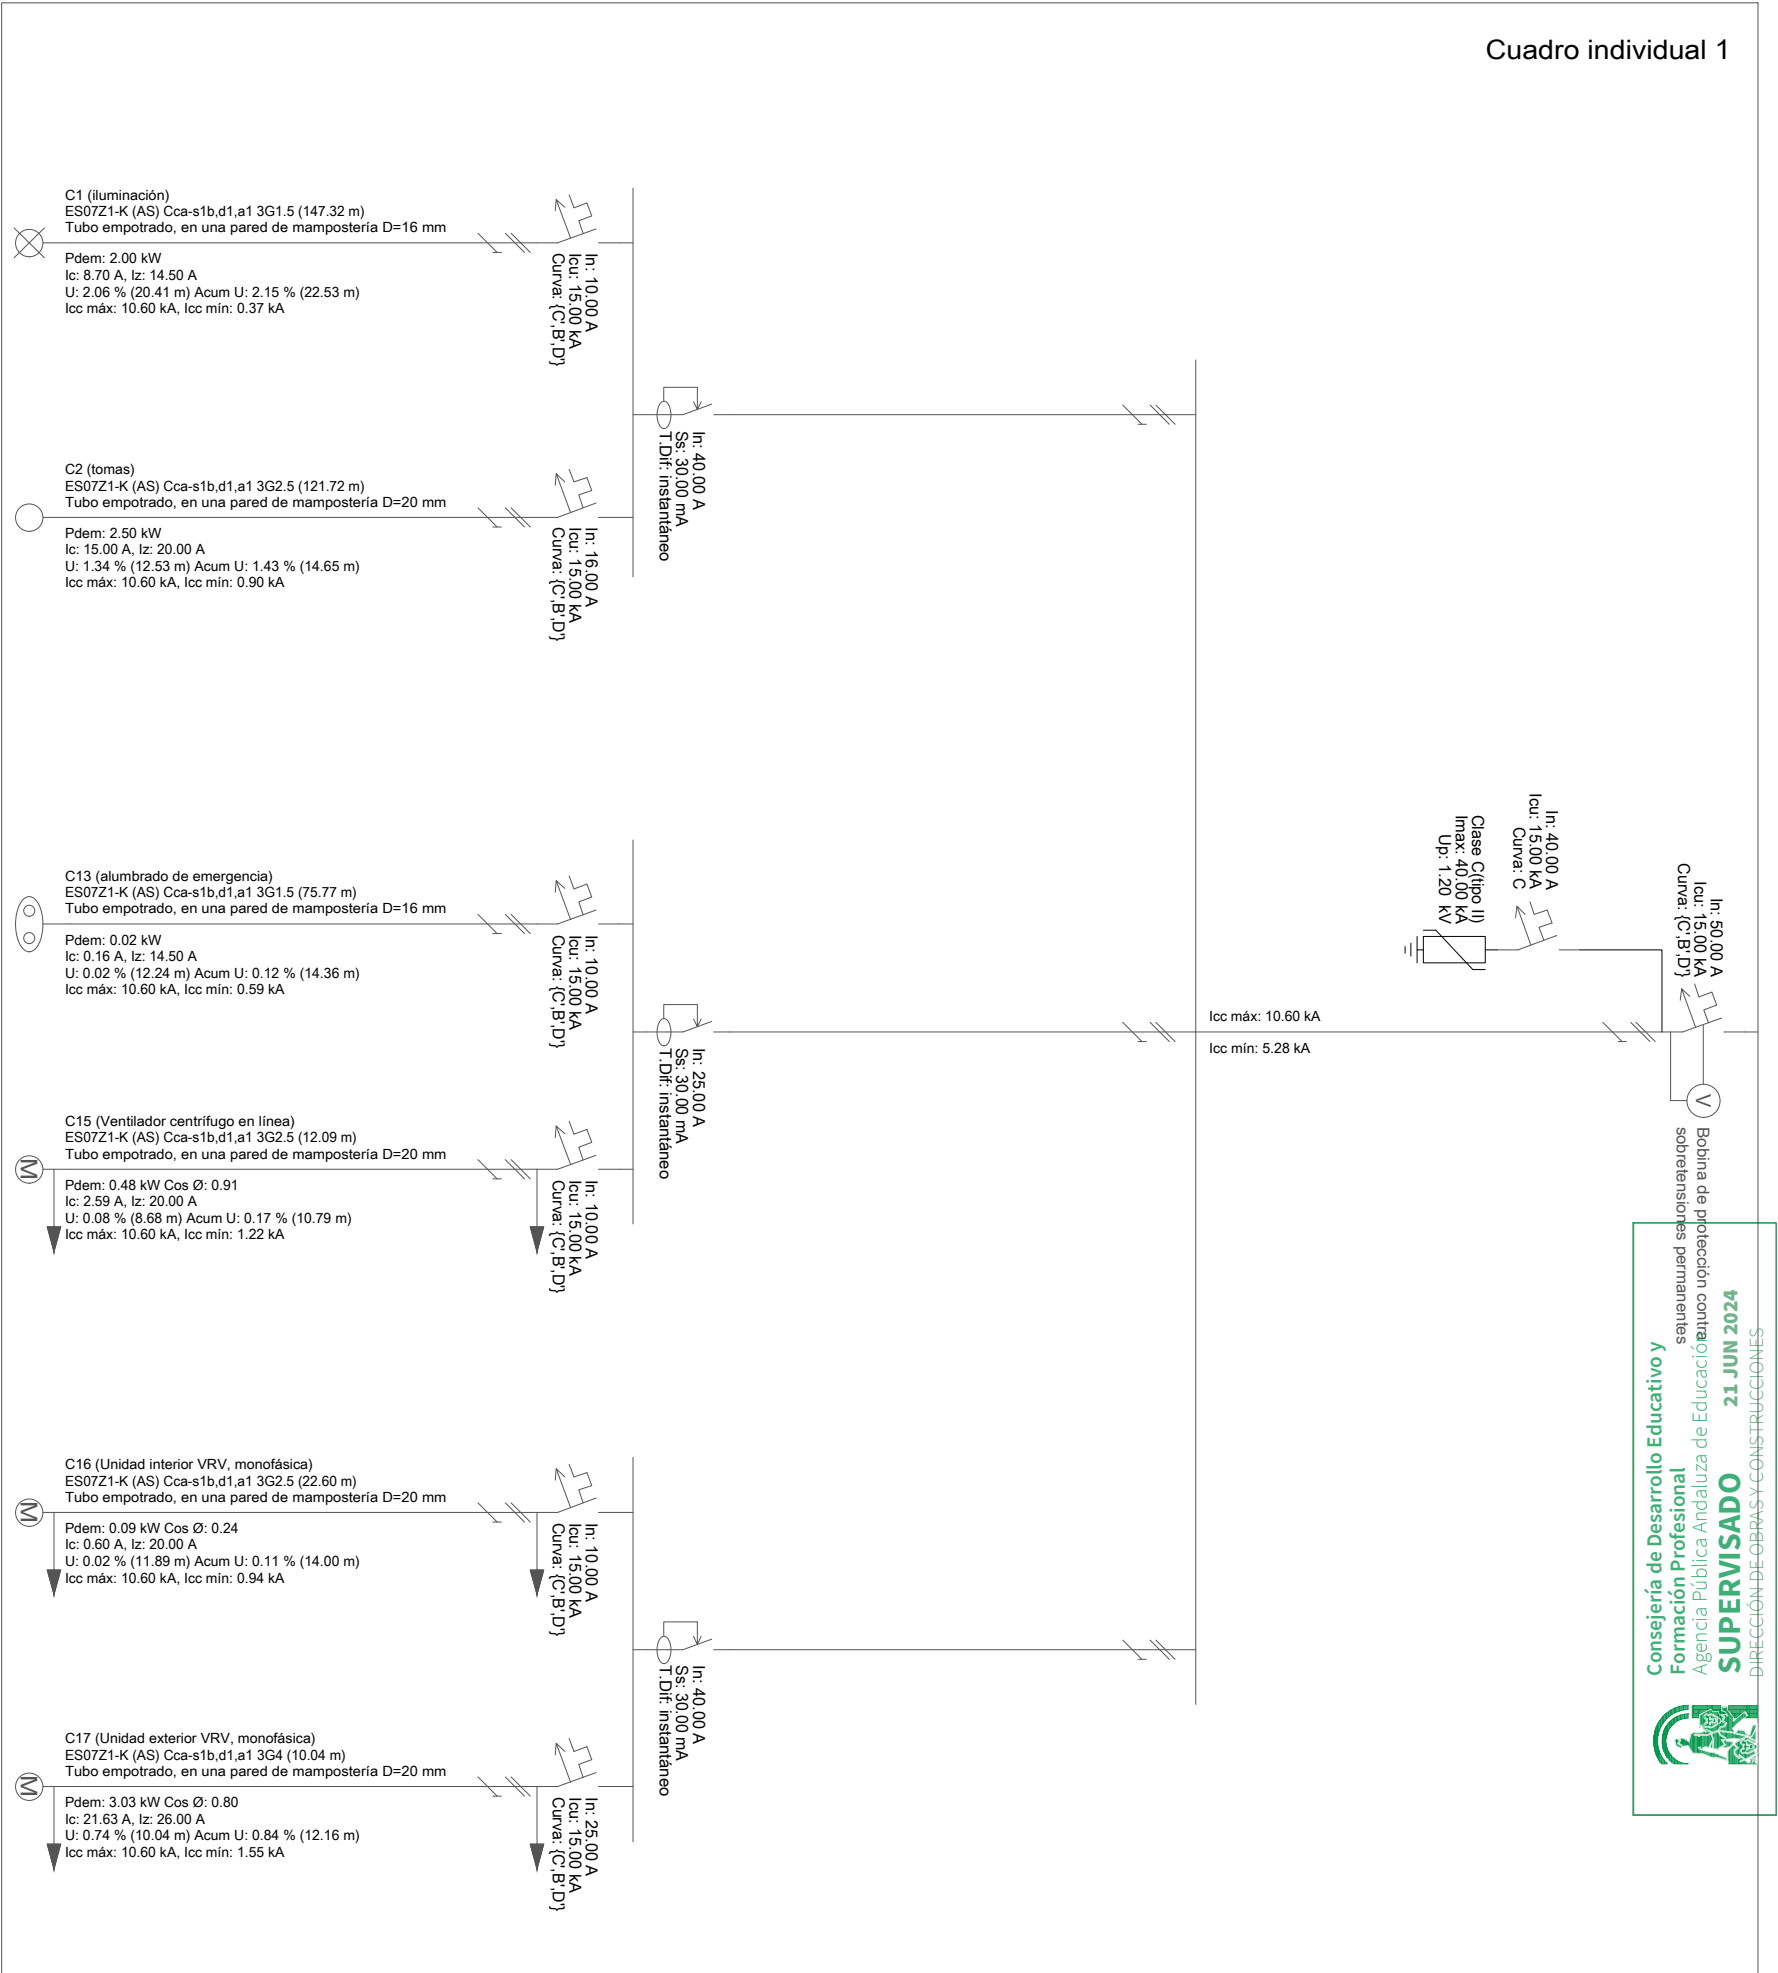 Cuadro individual 1
C1 (iluminación)
ES07Z1-K (AS) Cca-s1b,d1,a1 3G1.5 (147.32 m)
Tubo empotrado, en una pared de mampostería D=16 mm
Pdem: 2.00 kW
Ic: 8.70 A, Iz: 14.50 A
U: 2.06 % (20.41 m) Acum U: 2.15 % (22.53 m)
Icc máx: 10.60 kA, Icc mín: 0.37 kA
In: 10.00 A
Icu: 15.00 kA
Curva: {C',B',D'}
C2 (tomas)
ES07Z1-K (AS) Cca-s1b,d1,a1 3G2.5 (121.72 m)
Tubo empotrado, en una pared de mampostería D=20 mm
Pdem: 2.50 kW
Ic: 15.00 A, Iz: 20.00 A
U: 1.34 % (12.53 m) Acum U: 1.43 % (14.65 m)
Icc máx: 10.60 kA, Icc mín: 0.90 kA
In: 16.00 A
Icu: 15.00 kA
Curva: {C',B',D'}
In: 40.00 A
Ss: 30.00 mA
T.Dif: instantáneo
C13 (alumbrado de emergencia)
ES07Z1-K (AS) Cca-s1b,d1,a1 3G1.5 (75.77 m)
Tubo empotrado, en una pared de mampostería D=16 mm
Pdem: 0.02 kW
Ic: 0.16 A, Iz: 14.50 A
U: 0.02 % (12.24 m) Acum U: 0.12 % (14.36 m)
Icc máx: 10.60 kA, Icc mín: 0.59 kA
In: 10.00 A
Icu: 15.00 kA
Curva: {C',B',D'}
C15 (Ventilador centrífugo en línea)
ES07Z1-K (AS) Cca-s1b,d1,a1 3G2.5 (12.09 m)
Tubo empotrado, en una pared de mampostería D=20 mm
M
Pdem: 0.48 kW Cos Ø: 0.91
Ic: 2.59 A, Iz: 20.00 A
U: 0.08 % (8.68 m) Acum U: 0.17 % (10.79 m)
Icc máx: 10.60 kA, Icc mín: 1.22 kA
In: 10.00 A
Icu: 15.00 kA
Curva: {C',B',D'}
In: 25.00 A
Ss: 30.00 mA
T.Dif: instantáneo
C16 (Unidad interior VRV, monofásica)
ES07Z1-K (AS) Cca-s1b,d1,a1 3G2.5 (22.60 m)
Tubo empotrado, en una pared de mampostería D=20 mm
M
Pdem: 0.09 kW Cos Ø: 0.24
Ic: 0.60 A, Iz: 20.00 A
U: 0.02 % (11.89 m) Acum U: 0.11 % (14.00 m)
Icc máx: 10.60 kA, Icc mín: 0.94 kA
In: 10.00 A
Icu: 15.00 kA
Curva: {C',B',D'}
C17 (Unidad exterior VRV, monofásica)
ES07Z1-K (AS) Cca-s1b,d1,a1 3G4 (10.04 m)
Tubo empotrado, en una pared de mampostería D=20 mm
M
Pdem: 3.03 kW Cos Ø: 0.80
Ic: 21.63 A, Iz: 26.00 A
U: 0.74 % (10.04 m) Acum U: 0.84 % (12.16 m)
Icc máx: 10.60 kA, Icc mín: 1.55 kA
In: 25.00 A
Icu: 15.00 kA
Curva: {C',B',D'}
In: 40.00 A
Ss: 30.00 mA
T.Dif: instantáneo
Icc máx: 10.60 kA
Icc mín: 5.28 kA
In: 40.00 A
Icu: 15.00 kA
Curva: C
Clase C(tipo II)
Imax: 40.00 kA
Up: 1.20 kV
In: 50.00 A
Icu: 15.00 kA
Curva: {C',B',D'}
V
Bobina de protección contra
sobretensiones permanentes
Consejería de Desarrollo Educativo y
Formación Profesional
Agencia Pública Andaluza de Educación
SUPERVISADO 21 JUN 2024
DIRECCIÓN DE OBRAS Y CONSTRUCCIONES